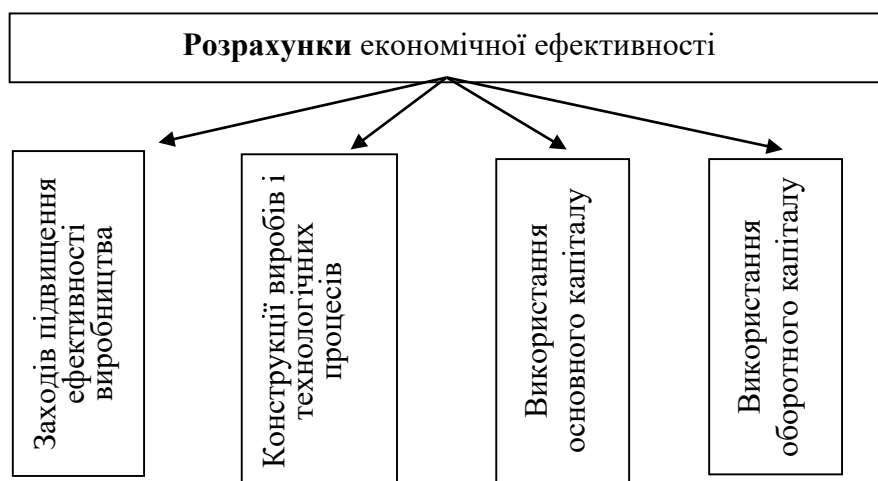 Розрахунки економічної ефективності
Заходів підвищення
ефективності
виробництва
Конструкції виробів і
технологічних
процесів
Використання
основного капіталу
Використання
оборотного капіталу